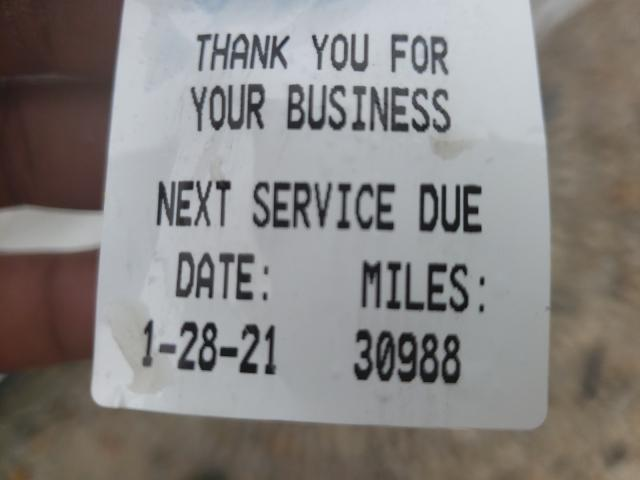 THANK YOU FOR
YOUR BUSINESS
NEXT SERVICE DUE
DATE: MILES:
1-28-21 30988